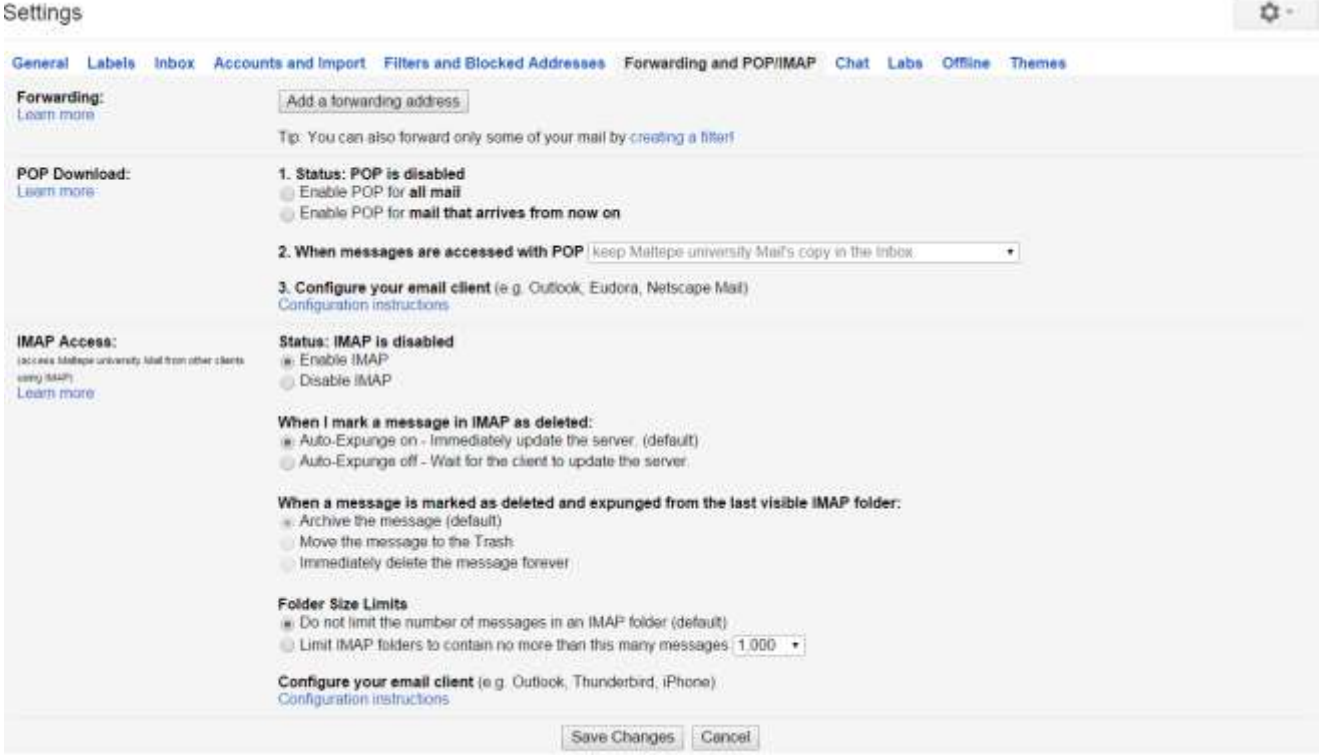 Settings
General Labels Inbox Accounts and Import Filters and Blocked Addresses Forwarding and POP/IMAP Chat Labs Offline Themes
Forwarding:
Learn more
Add a forwarding address
Tip: You can also forward only some of your mail by creating a filter!
POP Download:
Learn more
1. Status: POP is disabled
Enable POP for all mail
Enable POP for mail that arrives from now on
2. When messages are accessed with POP keep Maltepe university Mail's copy in the Inbox
3. Configure your email client (e.g. Outlook, Eudora, Netscape Mail)
Configuration instructions
IMAP Access:
(access Maltepe university Mail from other clients
using IMAP)
Learn more
Status: IMAP is disabled
Enable IMAP
Disable IMAP
When I mark a message in IMAP as deleted:
Auto-Expunge on - Immediately update the server. (default)
Auto-Expunge off - Wait for the client to update the server.
When a message is marked as deleted and expunged from the last visible IMAP folder:
Archive the message (default)
Move the message to the Trash
Immediately delete the message forever
Folder Size Limits
Do not limit the number of messages in an IMAP folder (default)
Limit IMAP folders to contain no more than this many messages 1,000
Configure your email client (e.g. Outlook, Thunderbird, iPhone)
Configuration instructions
Save Changes Cancel